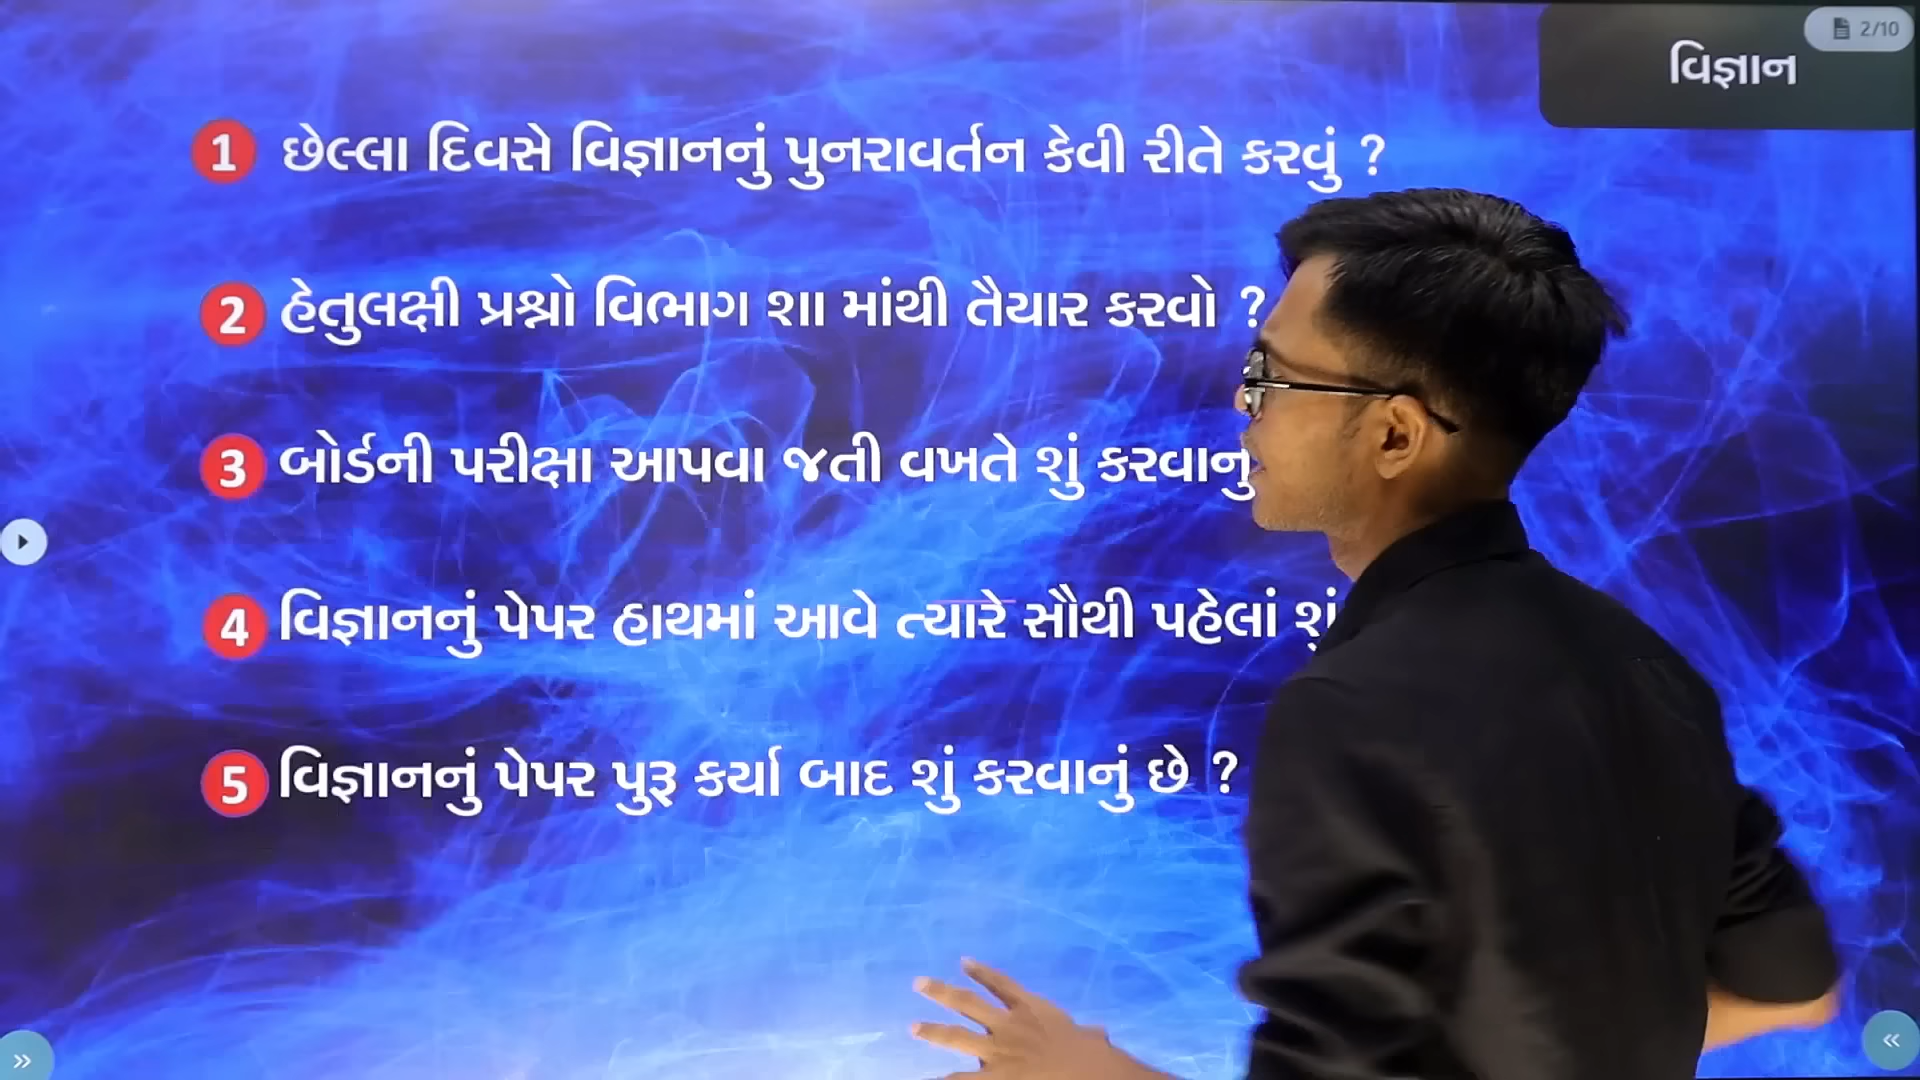 2/10
વિજ્ઞાન
1 છેલ્લા દિવસે વિજ્ઞાનનું પુનરાવર્તન કેવી રીતે કરવું ?
2 હેતુલક્ષી પ્રશ્નો વિભાગ શા માંથી તૈયાર કરવો ?
3 બોર્ડની પરીક્ષા આપવા જતી વખતે શું
4 વિજ્ઞાનનું પેપર હાથમાં આવે ત્યારે સૌથી પહેલાં શું
5 વિજ્ઞાનનું પેપર પુરૂ કર્યા બાદ શું કરવાનું છે ?